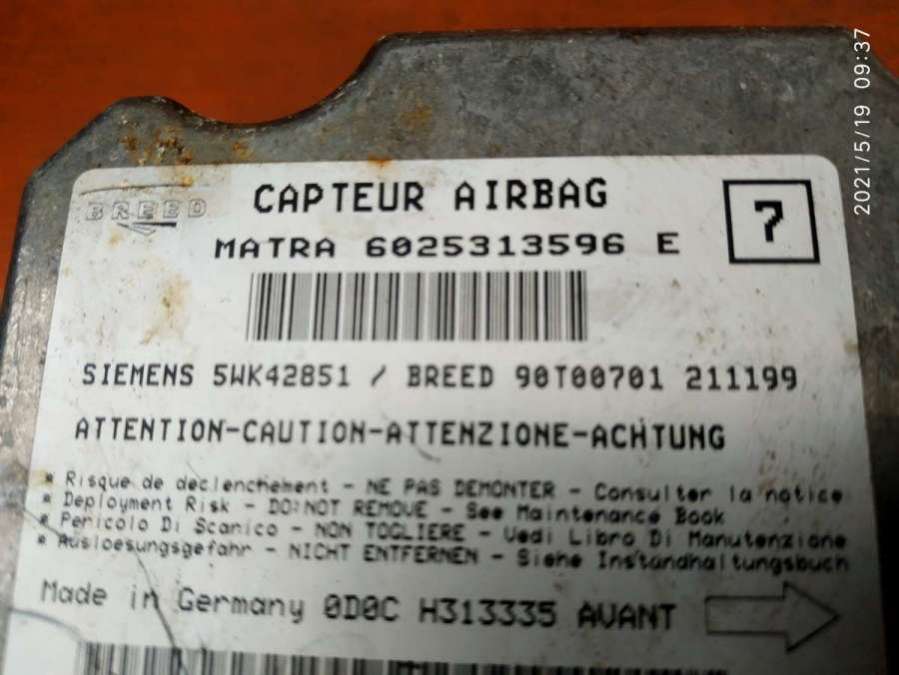 BREED
CAPTEUR AIRBAG
7
MATRA 6025313596 E
SIEMENS 5WK42851 / BREED 90T00701 211199
ATTENTION-CAUTION-ATTENZIONE-ACHTUNG
* Risque de declenchement - NE PAS DEMONTER - Consulter la notice
* Deployment Risk - DO NOT REMOVE - See Maintenance Book
* Pericolo Di Scanico - NON TOGLIERE - Vedi Libro Di Manutenzione
* Ausloesungsgefahr - NICHT ENTFERNEN - Siehe Instandhaltungsbuch
Made in Germany 0D0C H313335 AVANT
2021/5/19 09:37